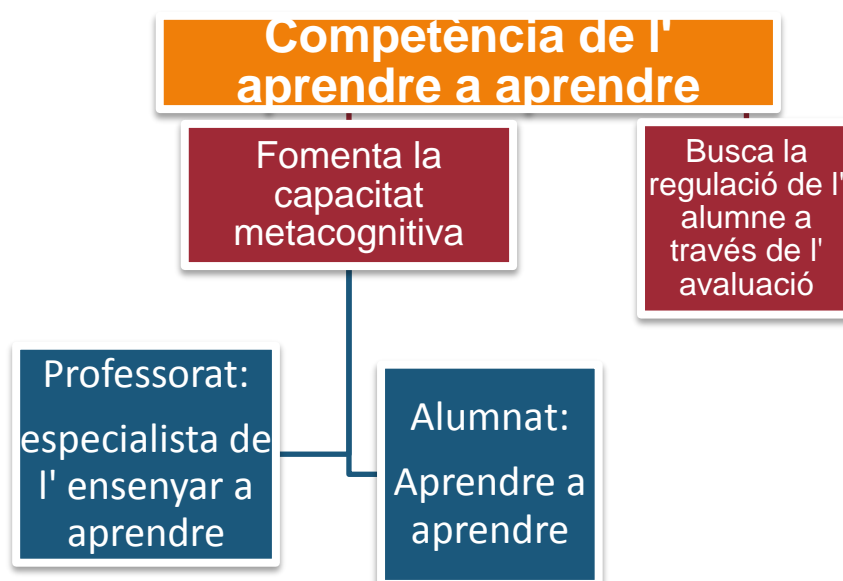 Competència de l'
aprendre a aprendre
Fomenta la
capacitat
metacognitiva
Busca la
regulació de l'
alumne a
través de l'
avaluació
Professorat:
especialista de
l' ensenyar a
aprendre
Alumnat:
Aprendre a
aprendre